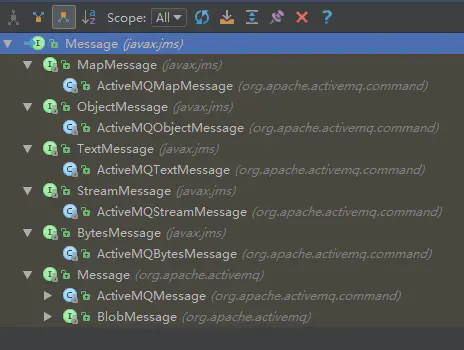 Scope: All
Message (javax.jms)
MapMessage (javax.jms)
ActiveMQMapMessage (org.apache.activemq.command)
ObjectMessage (javax.jms)
ActiveMQObjectMessage (org.apache.activemq.command)
TextMessage (javax.jms)
ActiveMQTextMessage (org.apache.activemq.command)
StreamMessage (javax.jms)
ActiveMQStreamMessage (org.apache.activemq.command)
BytesMessage (javax.jms)
ActiveMQBytesMessage (org.apache.activemq.command)
Message (org.apache.activemq)
ActiveMQMessage (org.apache.activemq.command)
BlobMessage (org.apache.activemq)